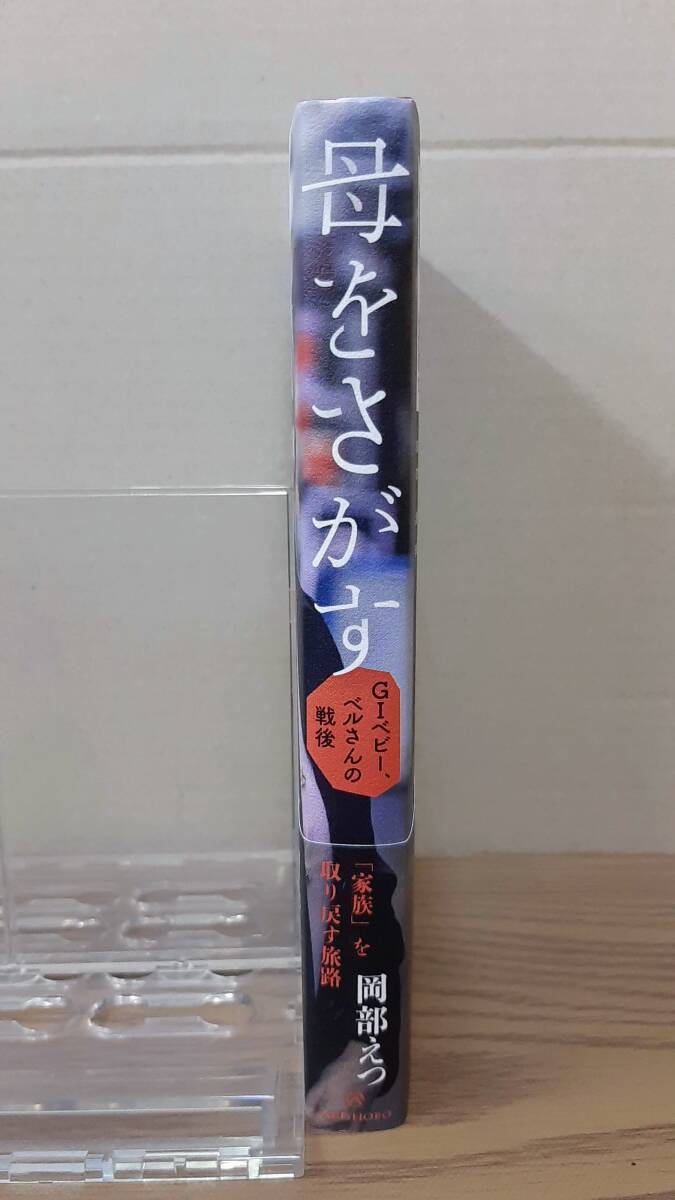 母をさがす
GIベビー、
ベルさんの
戦後
「家族」を
取り戻す旅路
岡部えつ